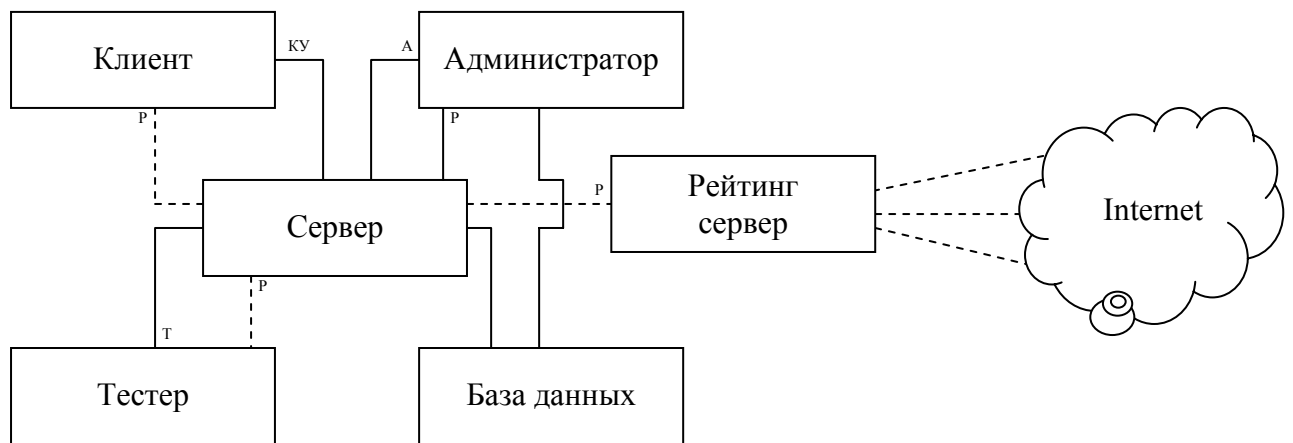 Клиент
КУ
А
Администратор
Р
Р
Р
Рейтинг
сервер
Internet
Сервер
Р
Т
Тестер
База данных